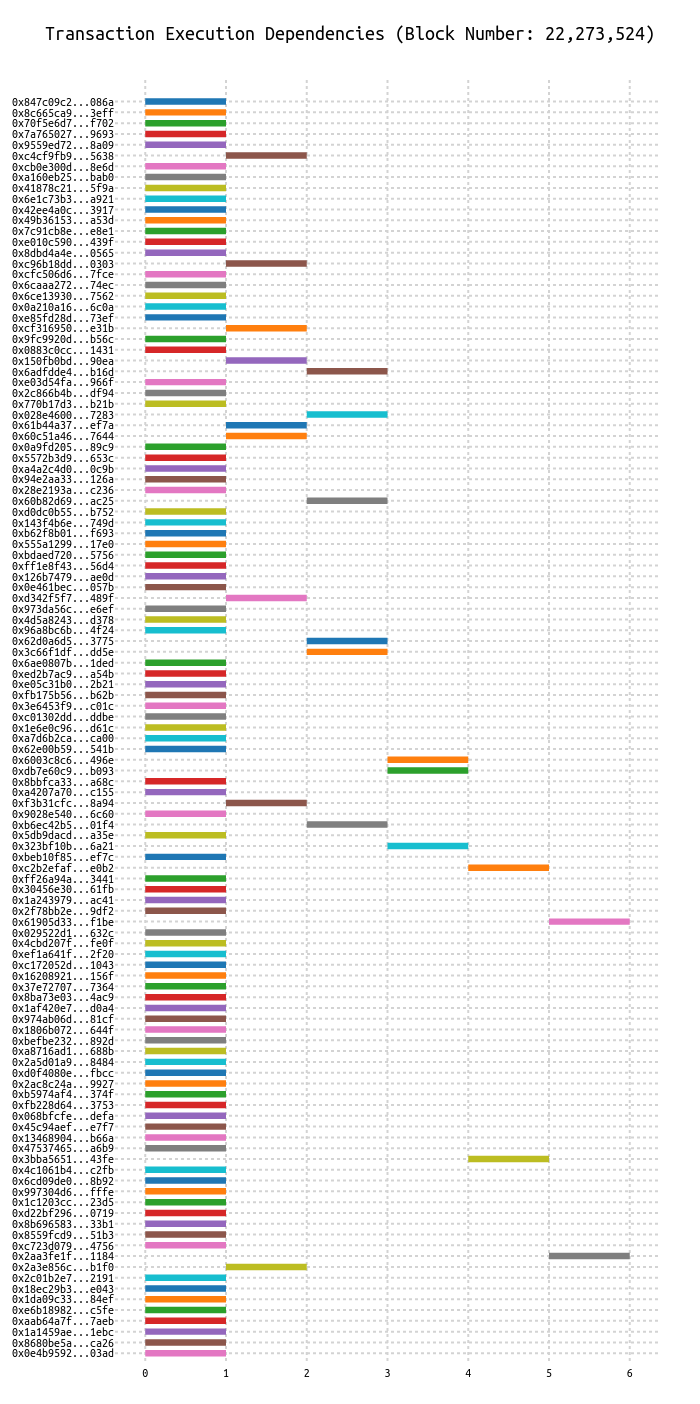 Transaction Execution Dependencies (Block Number: 22,273,524)
0x847c09c2...086a
0x8c665ca9...3eff
0x70f5e6d7...f702
0x7a765027...9693
0x9559ed72...8a09
0xc4cf9fb9...5638
0xcb0e300d...8e6d
0xa160eb25...bab0
0x41878c21...5f9a
0x6e1c73b3...a921
0x42ee4a0c...3917
0x49b36153...a53d
0x7c91cb8e...e8e1
0xe010c590...439f
0x8dbd4a4e...0565
0xc96b18dd...0303
0xcfc506d6...7fce
0x6caaa272...74ec
0x6ce13930...7562
0x0a210a16...6c0a
0xe85fd28d...73ef
0xcf316950...e31b
0x9fc9920d...b56c
0x0883c0cc...1431
0x150fb0bd...90ea
0x6adfdde4...b16d
0xe03d54fa...966f
0x2c866b4b...df94
0x770b17d3...b21b
0x028e4600...7283
0x61b44a37...ef7a
0x60c51a46...7644
0x0a9fd205...89c9
0x5572b3d9...653c
0xa4a2c4d0...0c9b
0x94e2aa33...126a
0x28e2193a...c236
0x60b82d69...ac25
0xd0dc0b55...b752
0x143f4b6e...749d
0xb62f8b01...f693
0x555a1299...17e0
0xbdaed720...5756
0xff1e8f43...56d4
0x126b7479...ae0d
0x0e461bec...057b
0xd342f5f7...489f
0x973da56c...e6ef
0x4d5a8243...d378
0x96a8bc6b...4f24
0x62d0a6d5...3775
0x3c66f1df...dd5e
0x6ae0807b...1ded
0xed2b7ac9...a54b
0xe05c31b0...2b21
0xfb175b56...b62b
0x3e6453f9...c01c
0xc01302dd...ddbe
0x1e6e0c96...d61c
0xa7d6b2ca...ca00
0x62e00b59...541b
0x6003c8c6...496e
0xdb7e60c9...b093
0x8bbfca33...a68c
0xa4207a70...c155
0xf3b31cfc...8a94
0x9028e540...6c60
0xb6ec42b5...01f4
0x5db9dacd...a35e
0x323bf10b...6a21
0xbeb10f85...ef7c
0xc2b2efaf...e0b2
0xff26a94a...3441
0x30456e30...61fb
0x1a243979...ac41
0x2f78bb2e...9df2
0x61905d33...f1be
0x029522d1...632c
0x4cbd207f...fe0f
0xef1a641f...2f20
0xc172052d...1043
0x16208921...156f
0x37e72707...7364
0x8ba73e03...4ac9
0x1af420e7...d0a4
0x974ab06d...81cf
0x1806b072...644f
0xbefbe232...892d
0xa8716ad1...688b
0x2a5d01a9...8484
0xd0f4080e...fbcc
0x2ac8c24a...9927
0xb5974af4...374f
0xfb228d64...3753
0x068bfcfe...defa
0x45c94aef...e7f7
0x13468904...b66a
0x47537465...a6b9
0x3bba5651...43fe
0x4c1061b4...c2fb
0x6cd09de0...8b92
0x997304d6...fffe
0x1c1203cc...23d5
0xd22bf296...0719
0x8b696583...33b1
0x8559fcd9...51b3
0xc723d079...4756
0x2aa3fe1f...1184
0x2a3e856c...b1f0
0x2c01b2e7...2191
0x18ec29b3...e043
0x1da09c33...84ef
0xe6b18982...c5fe
0xaab64a7f...7aeb
0x1a1459ae...1ebc
0x8680be5a...ca26
0x0e4b9592...03ad
0 1 2 3 4 5 6